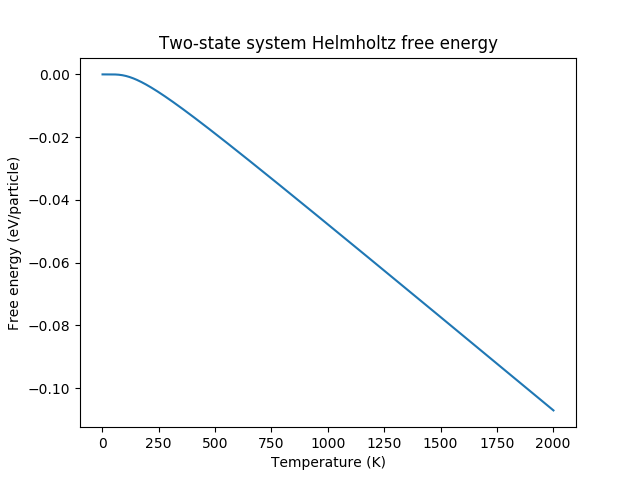 Two-state system Helmholtz free energy
0.00
−0.02
−0.04
−0.06
−0.08
−0.10
Free energy (eV/particle)
0 250 500 750 1000 1250 1500 1750 2000
Temperature (K)